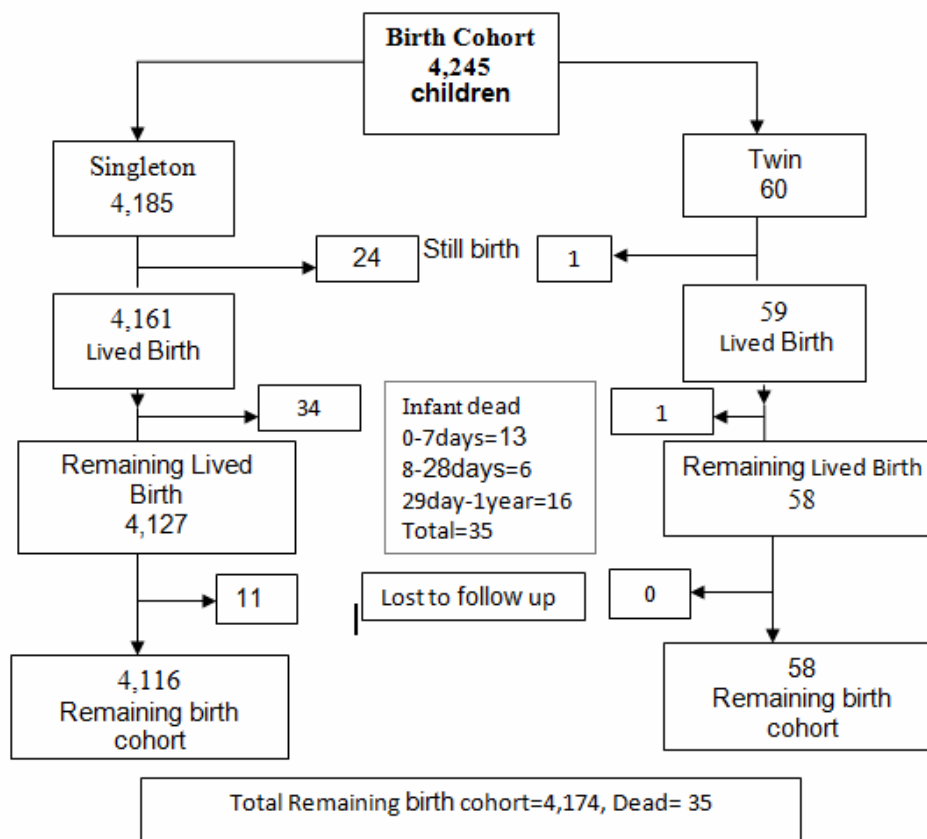 Birth Cohort
4,245
children
Singleton
4,185
Twin
60
24
Still birth
1
4,161
Lived Birth
59
Lived Birth
34
Infant dead
0-7days=13
8-28days=6
29day-1year=16
Total=35
1
Remaining Lived
Birth
4,127
Remaining Lived Birth
58
11
Lost to follow up
0
4,116
Remaining birth
cohort
58
Remaining birth
cohort
Total Remaining birth cohort=4,174, Dead= 35